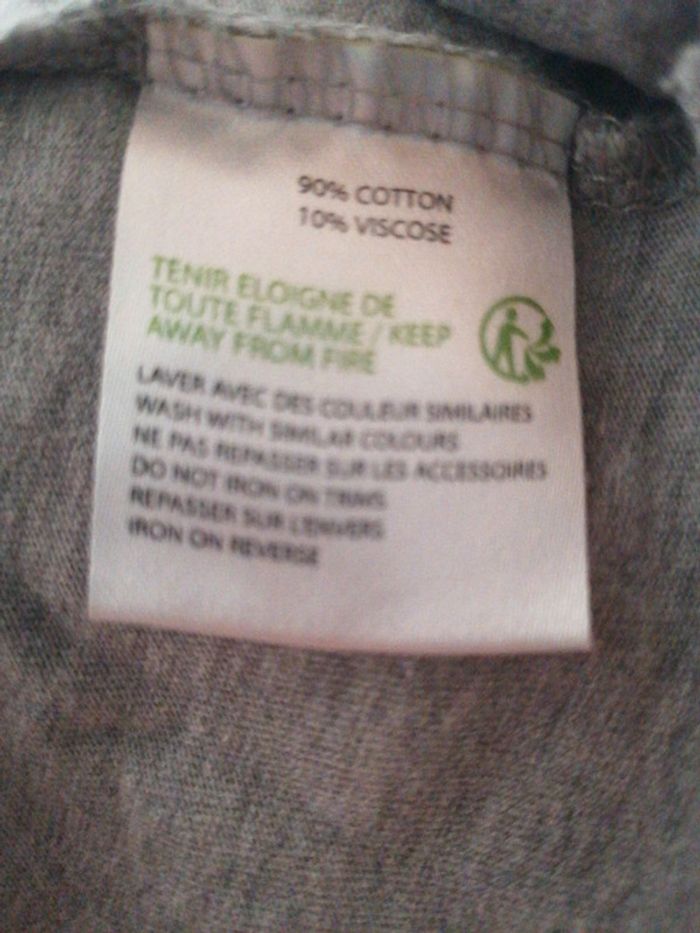 90% COTTON
10% VISCOSE
TENIR ELOIGNE DE
TOUTE FLAMME / KEEP
AWAY FROM FIRE
LAVER AVEC DES COULEUR SIMILAIRES
WASH WITH SIMILAR COLOURS
NE PAS REPASSER SUR LES ACCESSOIRES
DO NOT IRON ON TRIMS
REPASSER SUR L'ENVERS
IRON ON REVERSE